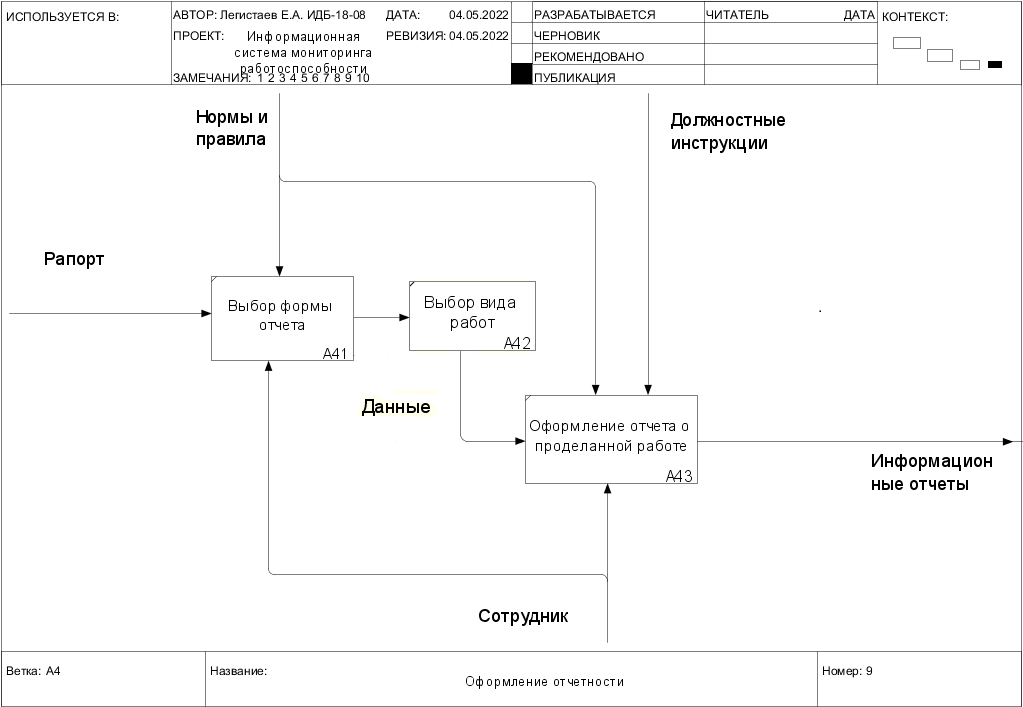 ИСПОЛЬЗУЕТСЯ В:
АВТОР: Легистаев Е.А. ИДБ-18-08
ДАТА: 04.05.2022
ПРОЕКТ: Информационная
система мониторинга
работоспособности
РЕВИЗИЯ: 04.05.2022
ЗАМЕЧАНИЯ: 1 2 3 4 5 6 7 8 9 10
РАЗРАБАТЫВАЕТСЯ
ЧЕРНОВИК
РЕКОМЕНДОВАНО
ПУБЛИКАЦИЯ
ЧИТАТЕЛЬ ДАТА
КОНТЕКСТ:
Нормы и
правила
Должностные
инструкции
Рапорт
Выбор формы
отчета
A41
Выбор вида
работ
A42
Данные
Оформление отчета о
проделанной работе
A43
Информацион
ные отчеты
Сотрудник
Ветка: A4
Название:
Оформление отчетности
Номер: 9